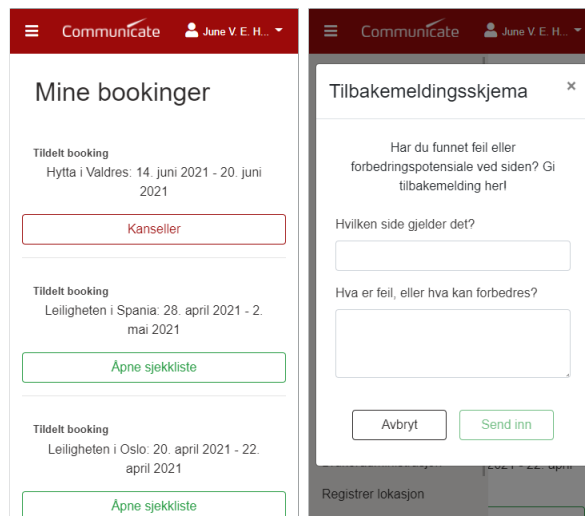 Communicate
June V. E. H...
Mine bookinger
Tildelt booking
Hytta i Valdres: 14. juni 2021 - 20. juni
2021
Kanseller
Tildelt booking
Leiligheten i Spania: 28. april 2021 - 2.
mai 2021
Åpne sjekkliste
Tildelt booking
Leiligheten i Oslo: 20. april 2021 - 22.
april 2021
Åpne sjekkliste
Communicate
June V. E. H...
Tilbakemeldingsskjema
×
Har du funnet feil eller
forbedringspotensiale ved siden? Gi
tilbakemelding her!
Hvilken side gjelder det?
Hva er feil, eller hva kan forbedres?
Avbryt
Send inn
2021 - 22. april
Registrer lokasjon